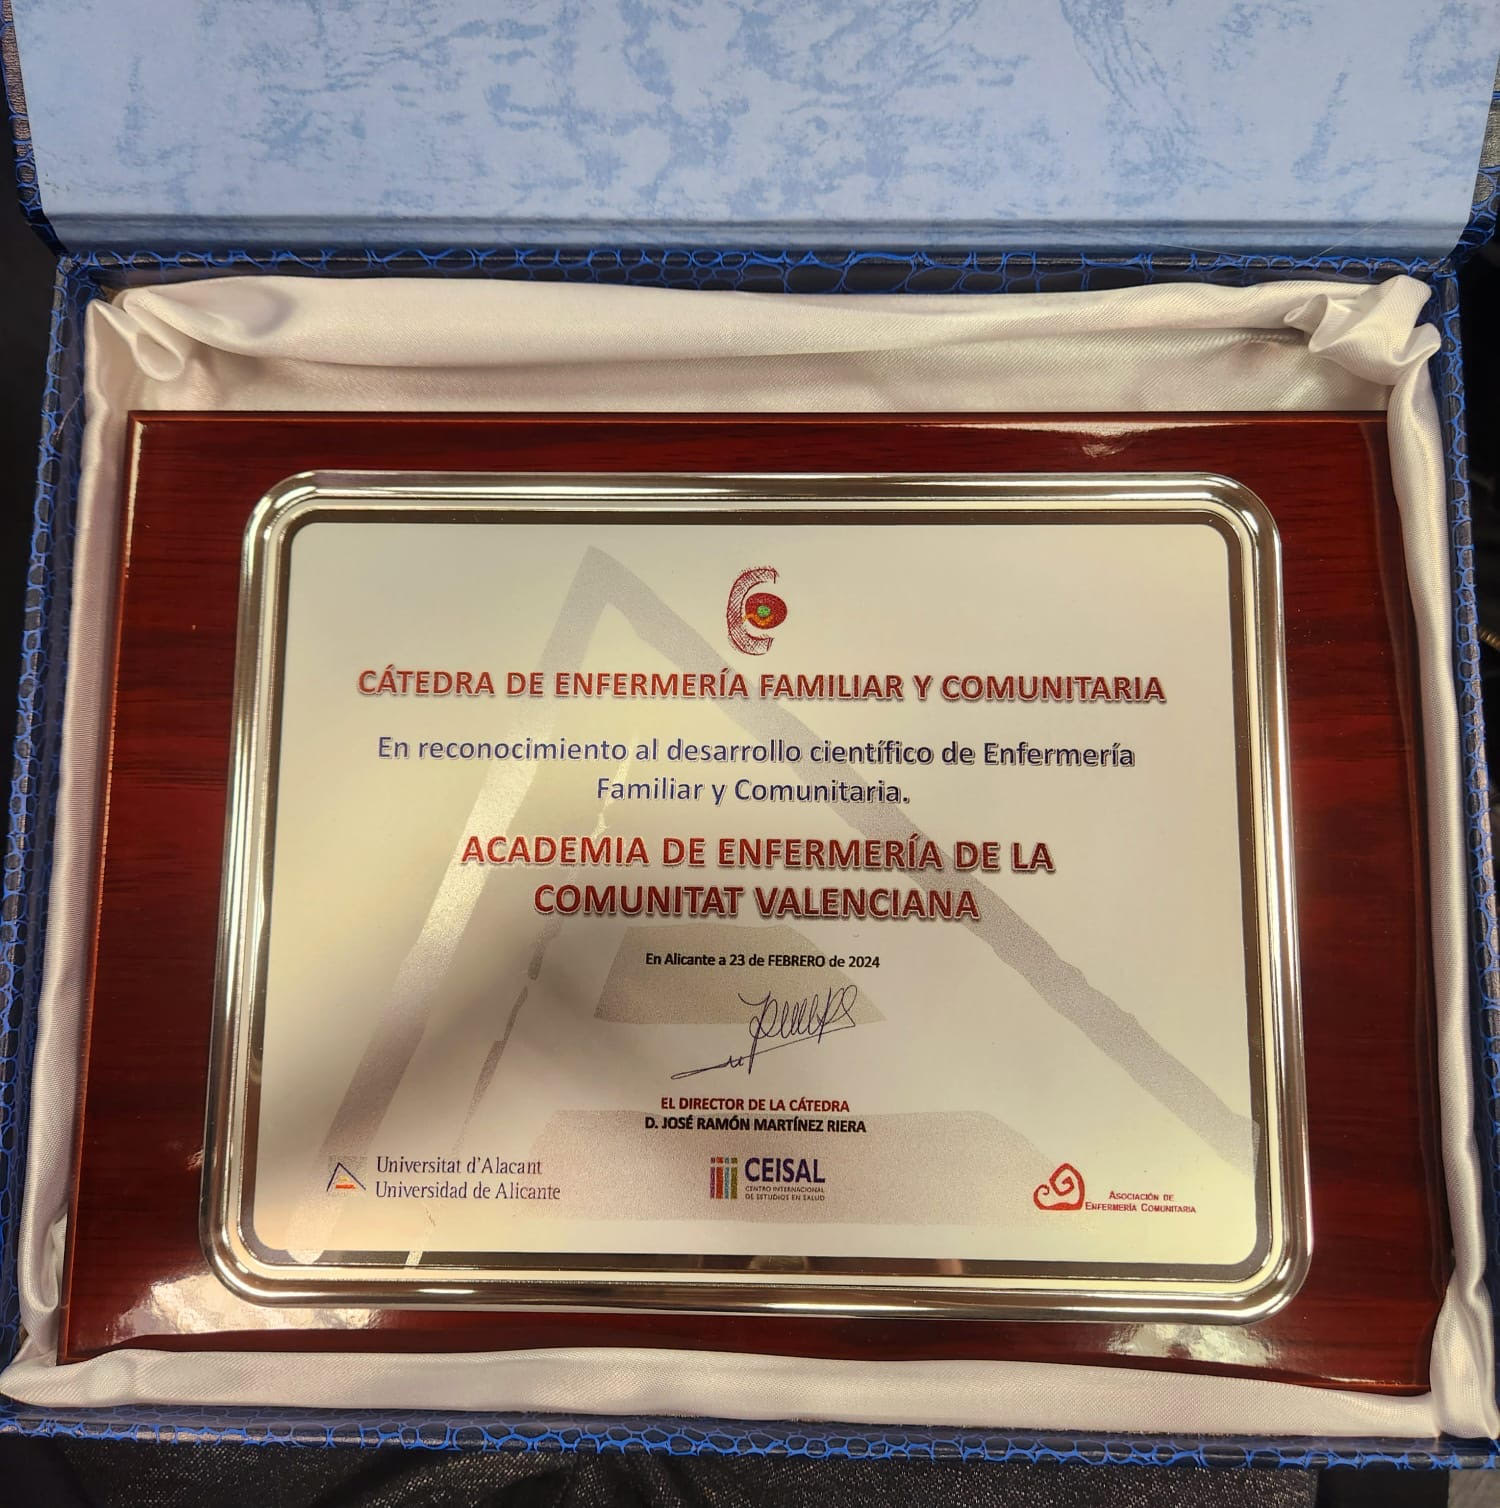 CÁTEDRA DE ENFERMERÍA FAMILIAR Y COMUNITARIA
En reconocimiento al desarrollo científico de Enfermería
Familiar y Comunitaria.
ACADEMIA DE ENFERMERÍA DE LA
COMUNITAT VALENCIANA
En Alicante a 23 de FEBRERO de 2024
EL DIRECTOR DE LA CÁTEDRA
D. JOSÉ RAMÓN MARTÍNEZ RIERA
Universitat d'Alacant
Universidad de Alicante
CEISAL
CENTRO INTERNACIONAL
DE ESTUDIOS EN SALUD
ASOCIACIÓN DE
ENFERMERÍA COMUNITARIA